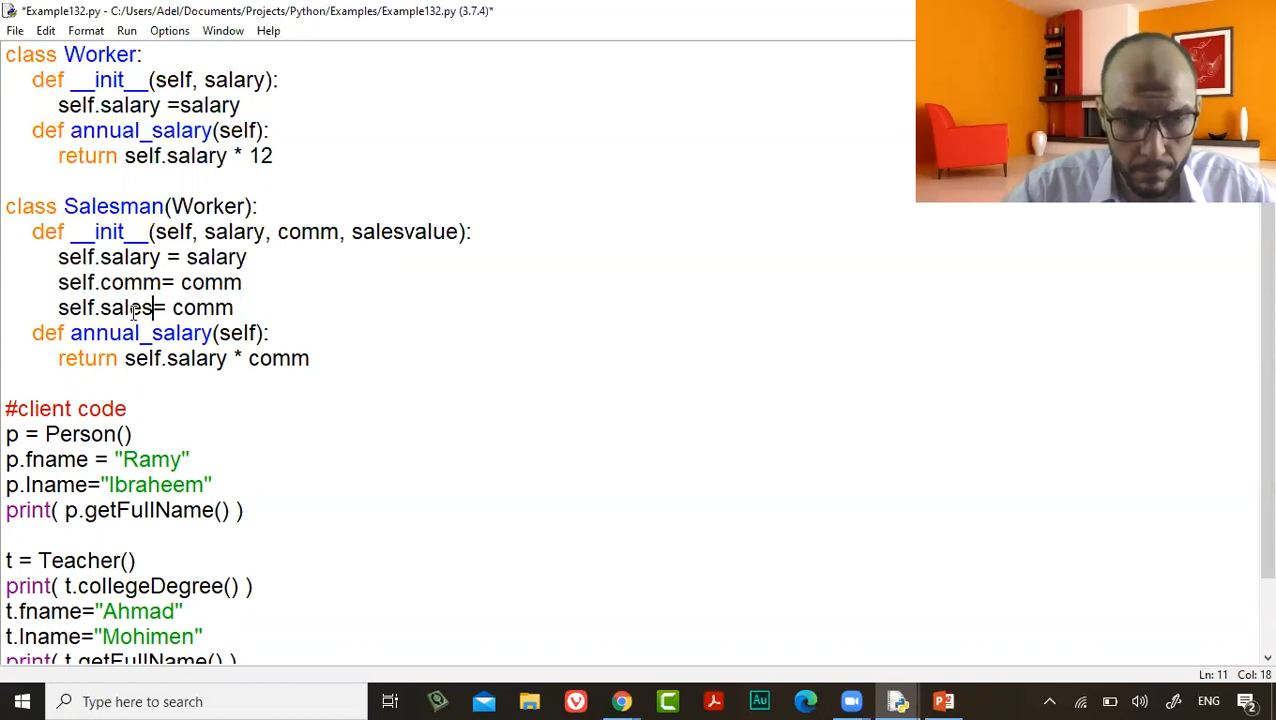 *Example132.py - C:/Users/Adel/Documents/Projects/Python/Examples/Example132.py (3.7.4)*
File Edit Format Run Options Window Help
class Worker:
def __init__(self, salary):
self.salary =salary
def annual_salary(self):
return self.salary * 12
class Salesman(Worker):
def __init__(self, salary, comm, salesvalue):
self.salary = salary
self.comm= comm
self.sales= comm
def annual_salary(self):
return self.salary * comm
#client code
p = Person()
p.fname = "Ramy"
p.lname="Ibraheem"
print( p.getFullName() )
t = Teacher()
print( t.collegeDegree() )
t.fname="Ahmad"
t.lname="Mohimen"
print( t.getFullName() )
Ln: 11 Col: 18
Type here to search
Au
ENG
2